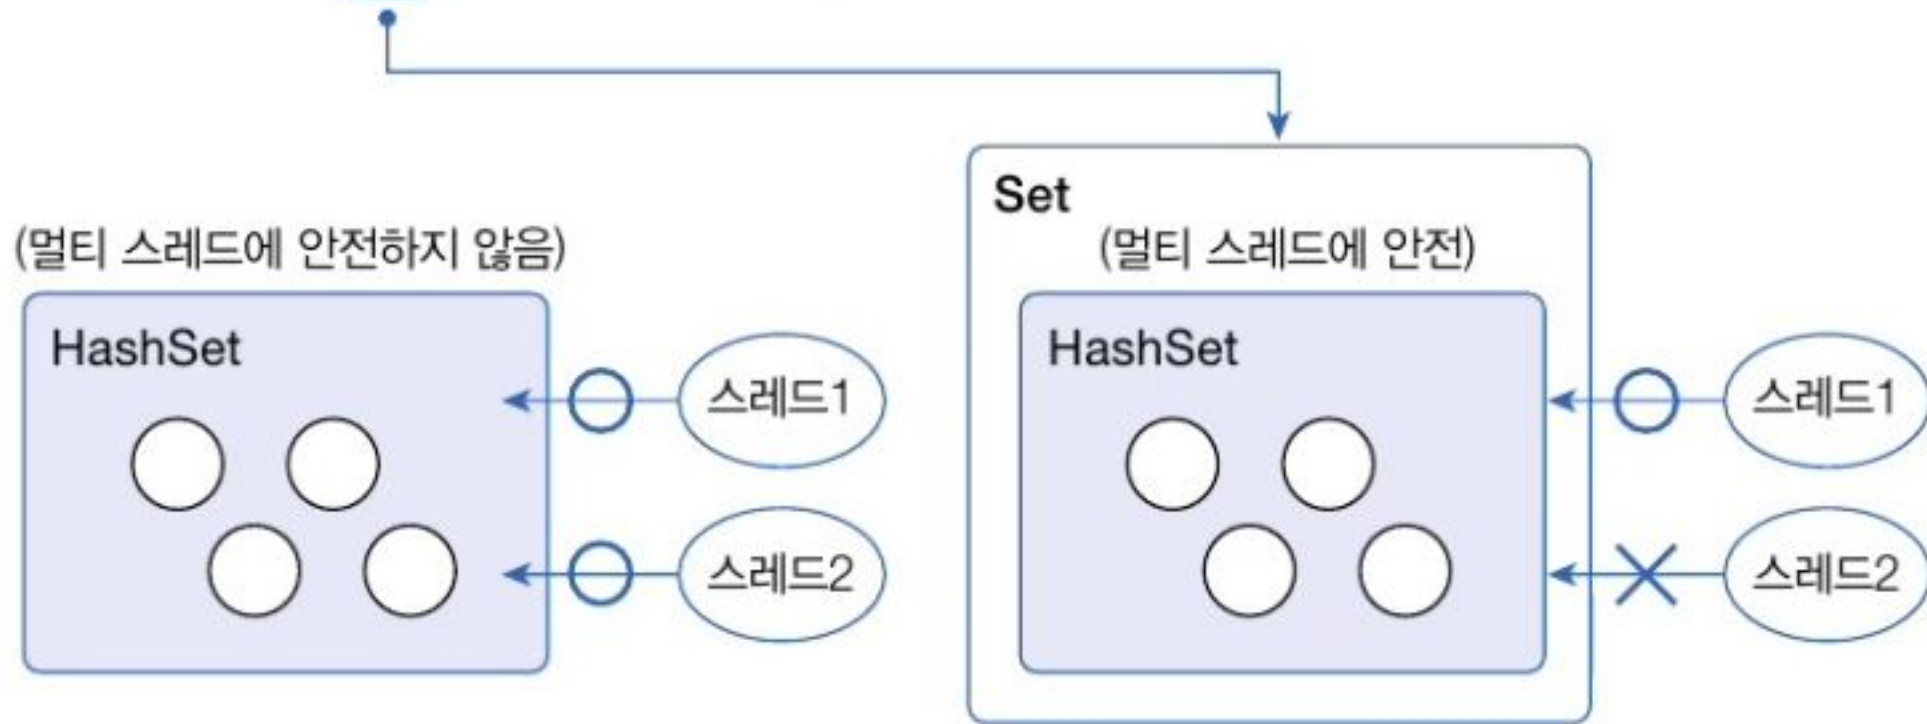 (멀티 스레드에 안전하지 않음)
HashSet
스레드1
스레드2
Set
(멀티 스레드에 안전)
HashSet
스레드1
스레드2